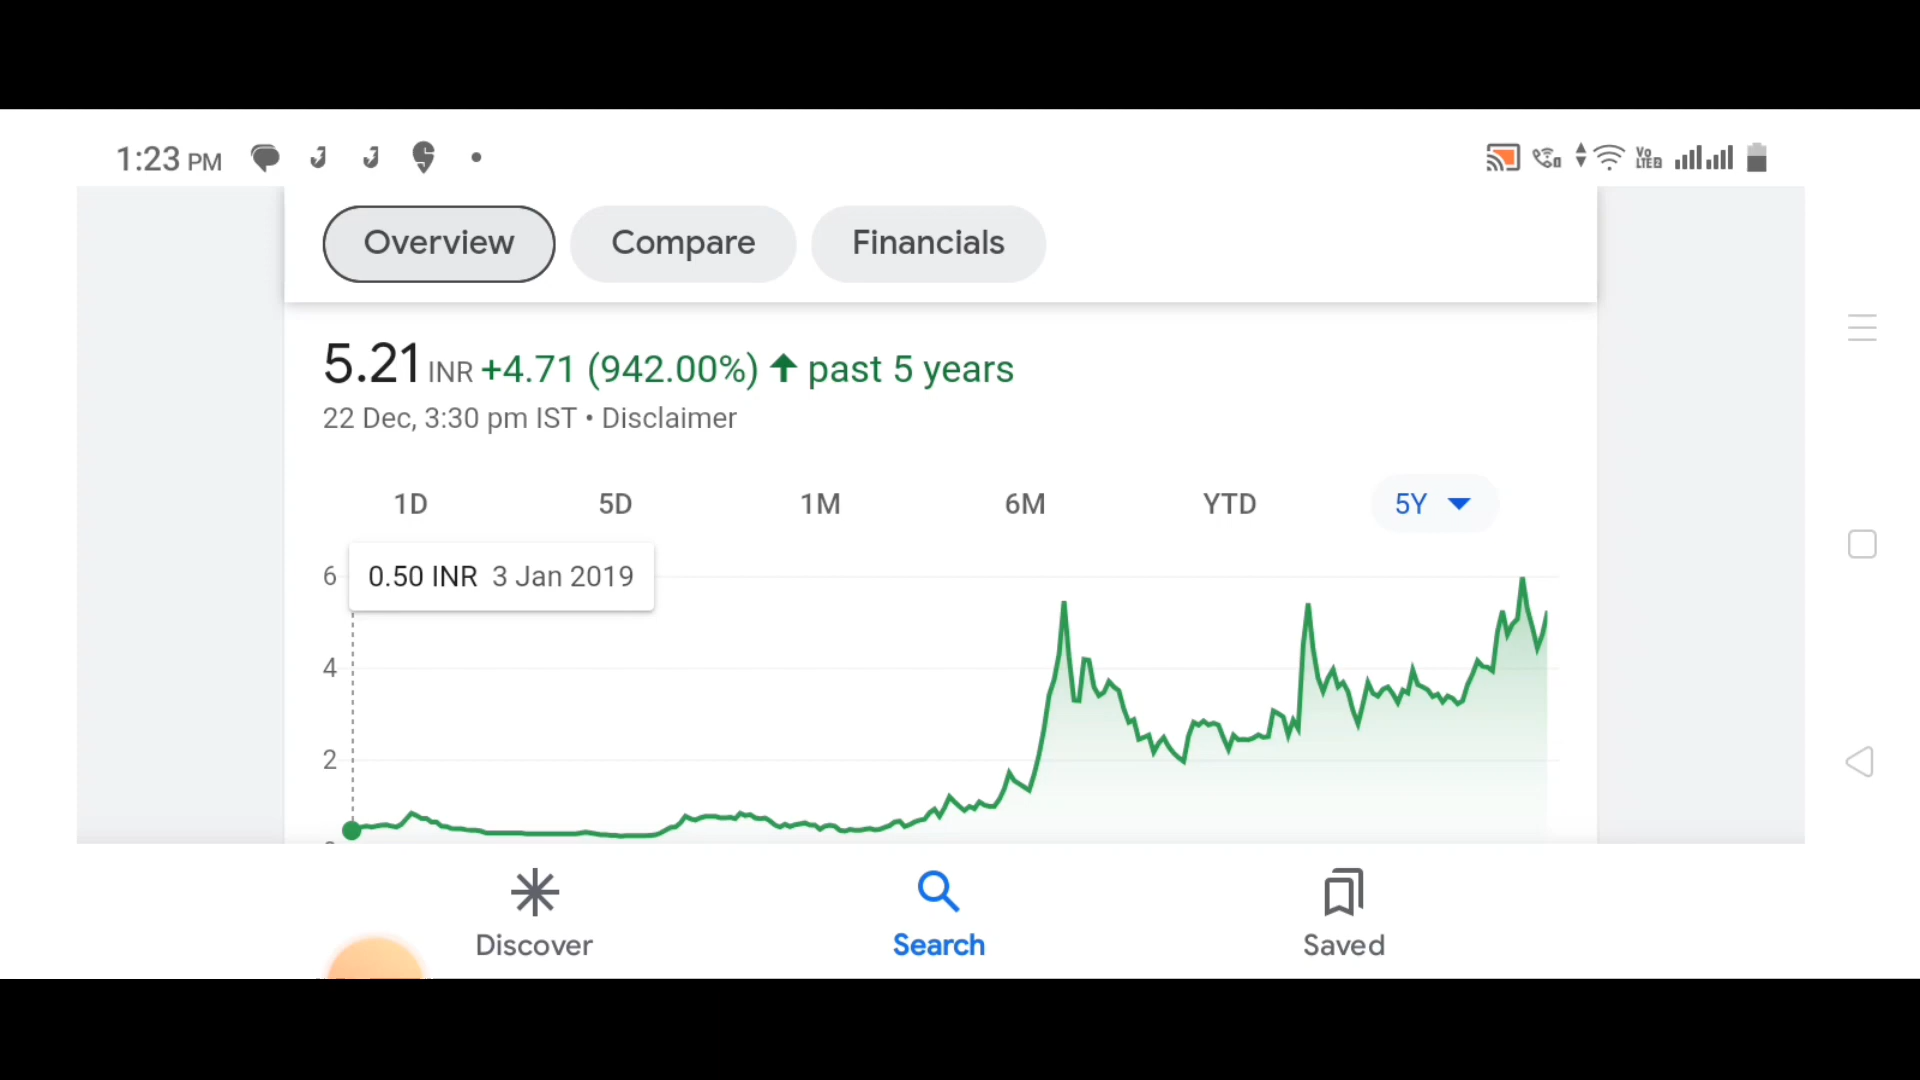 1:23 PM
Vo LTE2
Overview Compare Financials
5.21 INR +4.71 (942.00%) ↑ past 5 years
22 Dec, 3:30 pm IST • Disclaimer
1D 5D 1M 6M YTD 5Y
6 0.50 INR 3 Jan 2019
4
2
Discover Search Saved